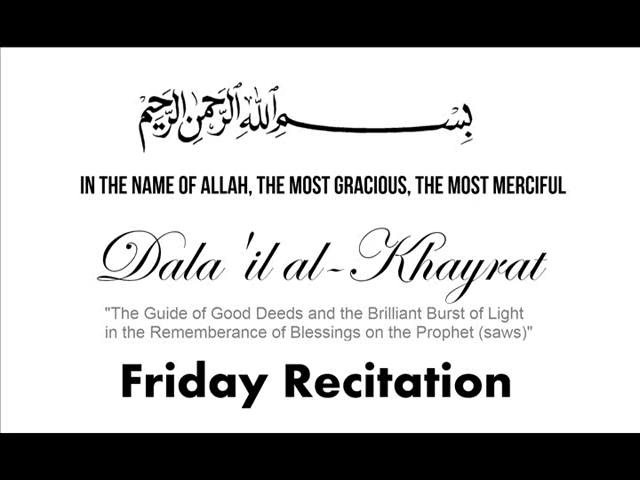 بِسْمِ اللَّهِ الرَّحْمَٰنِ الرَّحِيمِ
IN THE NAME OF ALLAH, THE MOST GRACIOUS, THE MOST MERCIFUL
Dala 'il al-Khayrat
"The Guide of Good Deeds and the Brilliant Burst of Light
in the Rememberance of Blessings on the Prophet (saws)"
Friday Recitation